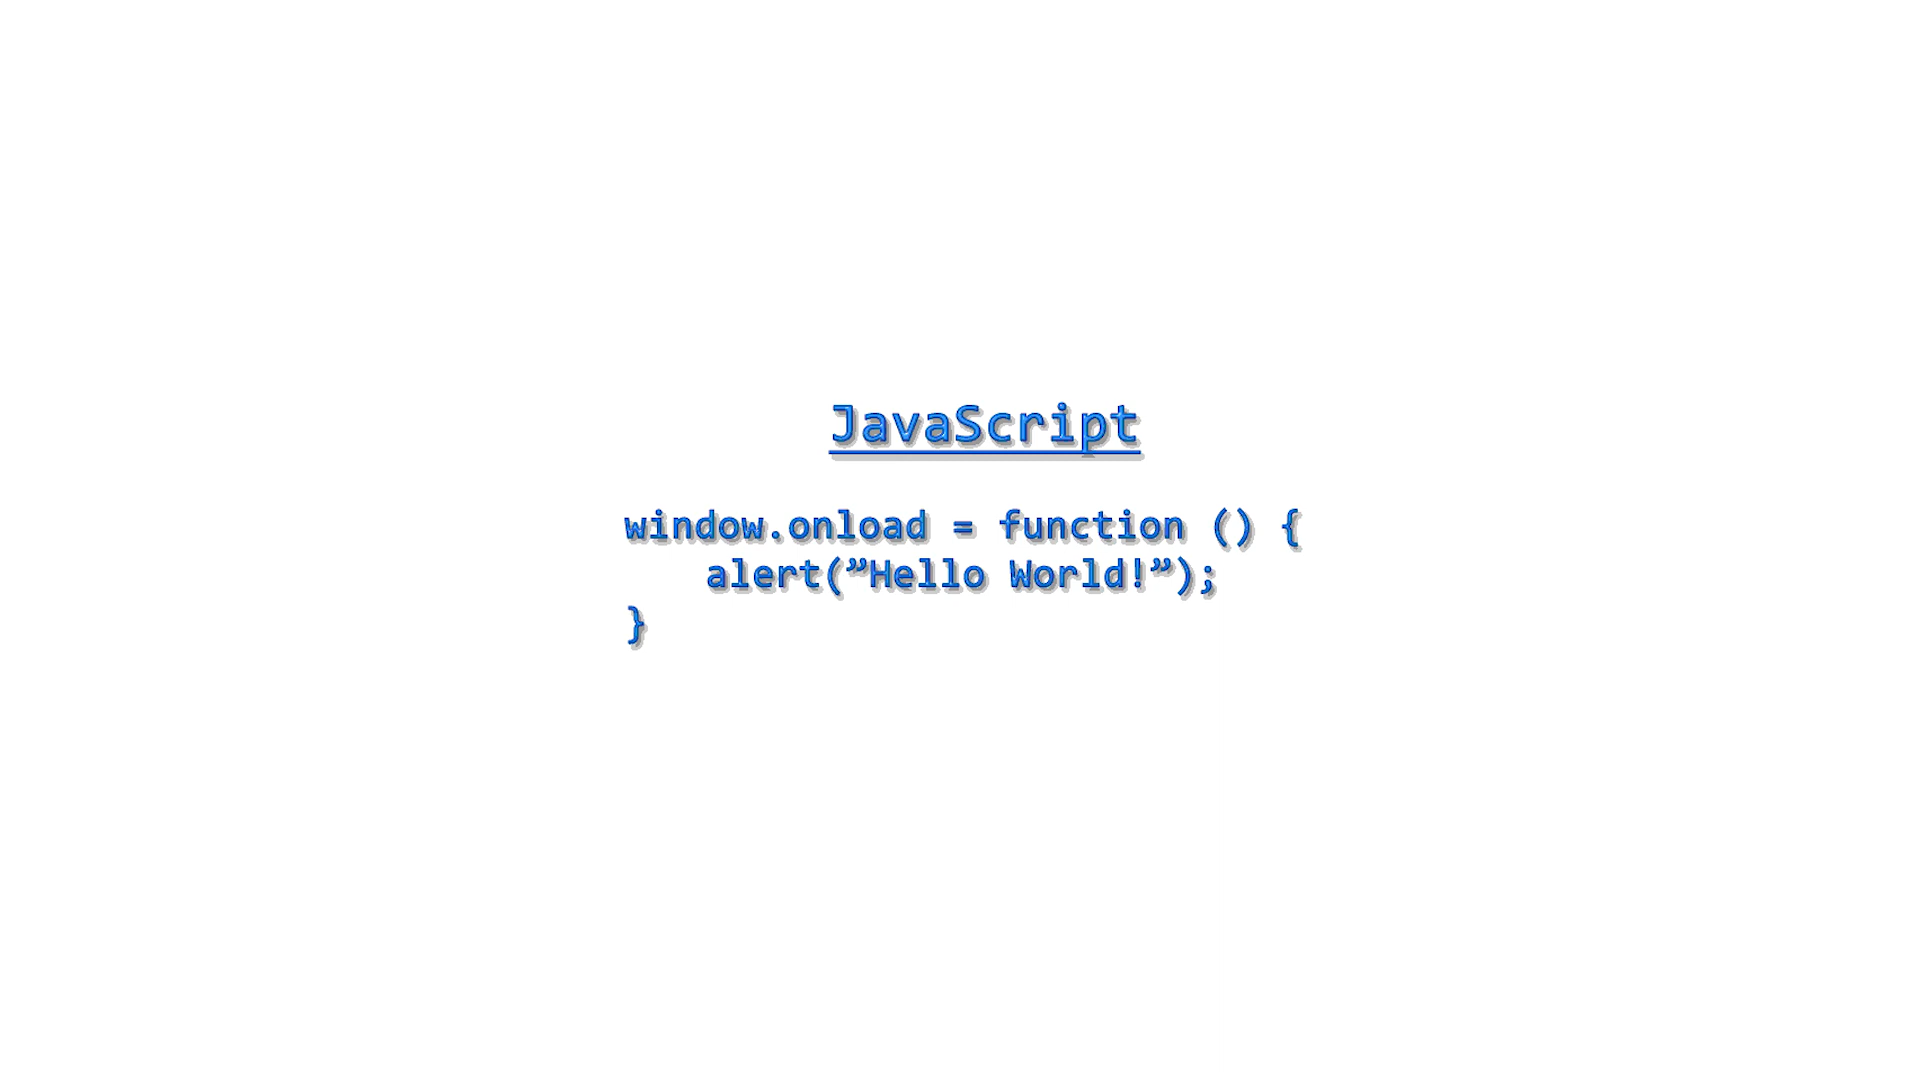 JavaScript
window.onload = function () {
alert(”Hello World!”);
}